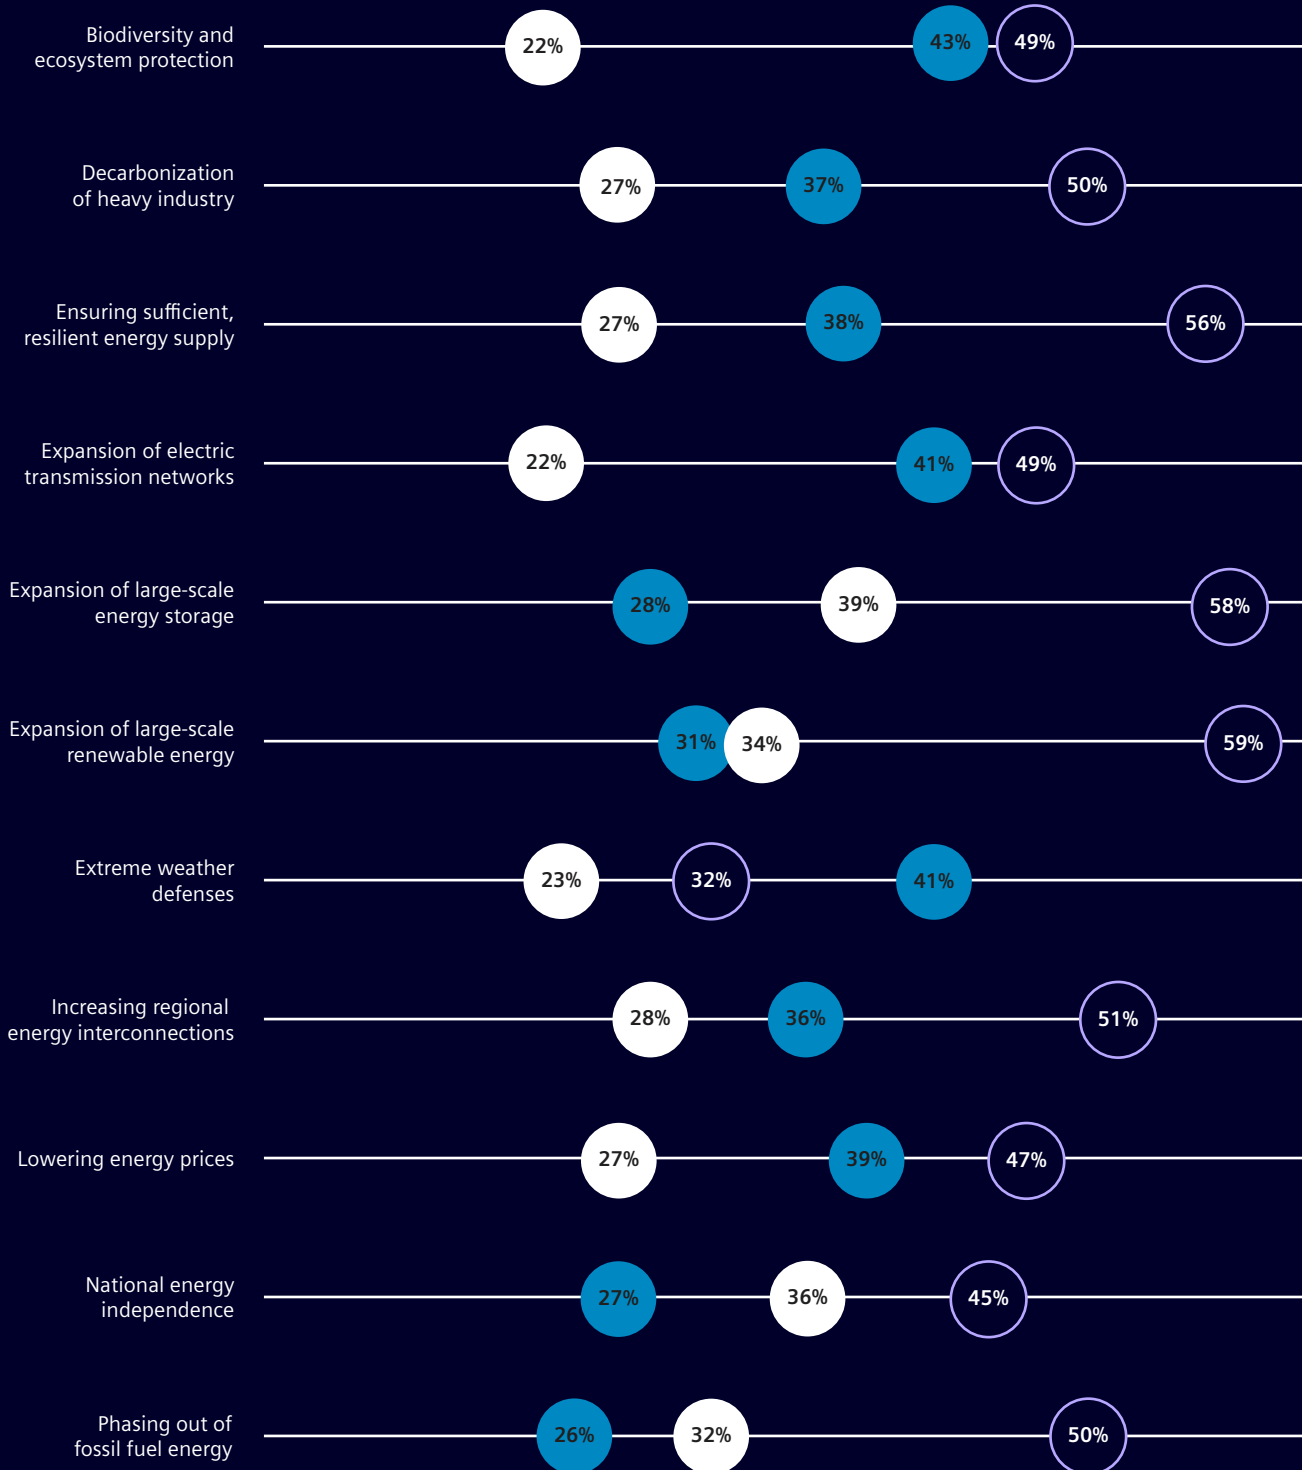 Biodiversity and
ecosystem protection
22% 43% 49%
Decarbonization
of heavy industry
27% 37% 50%
Ensuring sufficient,
resilient energy supply
27% 38% 56%
Expansion of electric
transmission networks
22% 41% 49%
Expansion of large-scale
energy storage
28% 39% 58%
Expansion of large-scale
renewable energy
31% 34% 59%
Extreme weather
defenses
23% 32% 41%
Increasing regional
energy interconnections
28% 36% 51%
Lowering energy prices
27% 39% 47%
National energy
independence
27% 36% 45%
Phasing out of
fossil fuel energy
26% 32% 50%